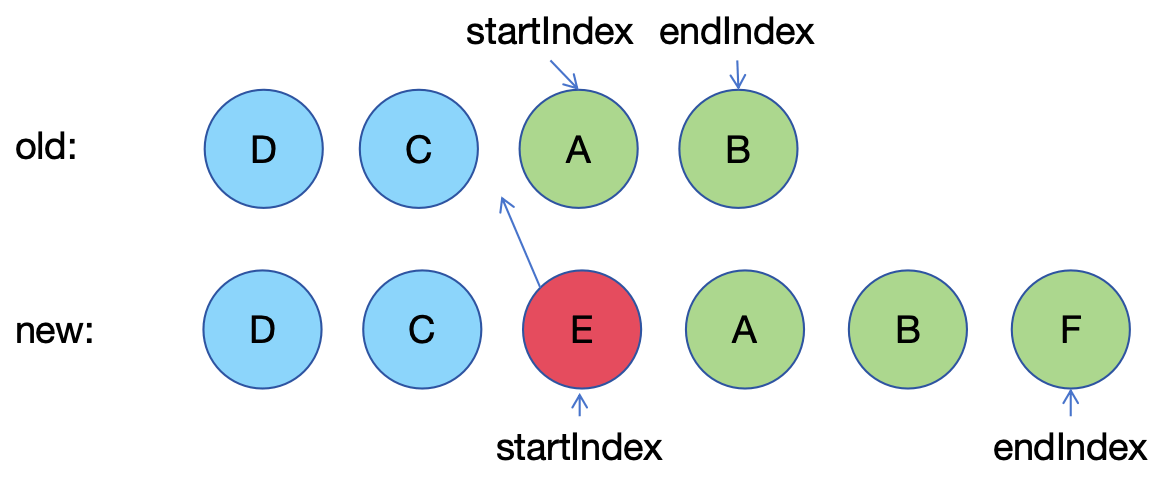 startIndex endIndex
old: D C A B
new: D C E A B F
startIndex endIndex